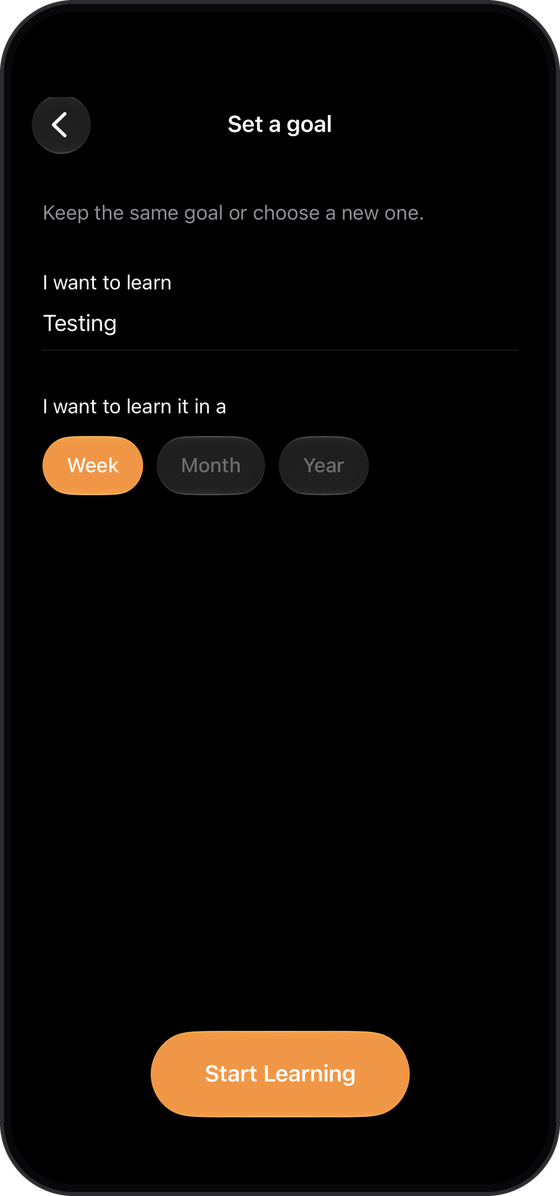 Set a goal
Keep the same goal or choose a new one.
I want to learn
Testing
I want to learn it in a
Week Month Year
Start Learning